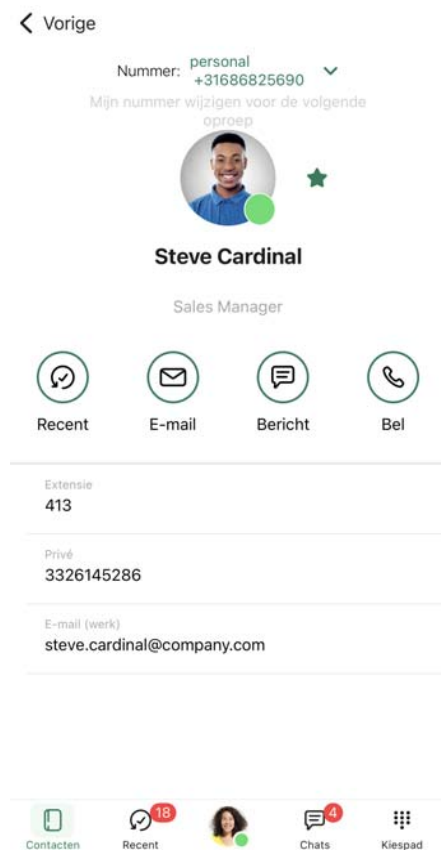 Vorige
Nummer: personal
+31686825690
Mijn nummer wijzigen voor de volgende
oproep
Steve Cardinal
Sales Manager
Recent E-mail Bericht Bel
Extensie
413
Privé
3326145286
E-mail (werk)
steve.cardinal@company.com
18 4
Contacten Recent Chats Kiespad